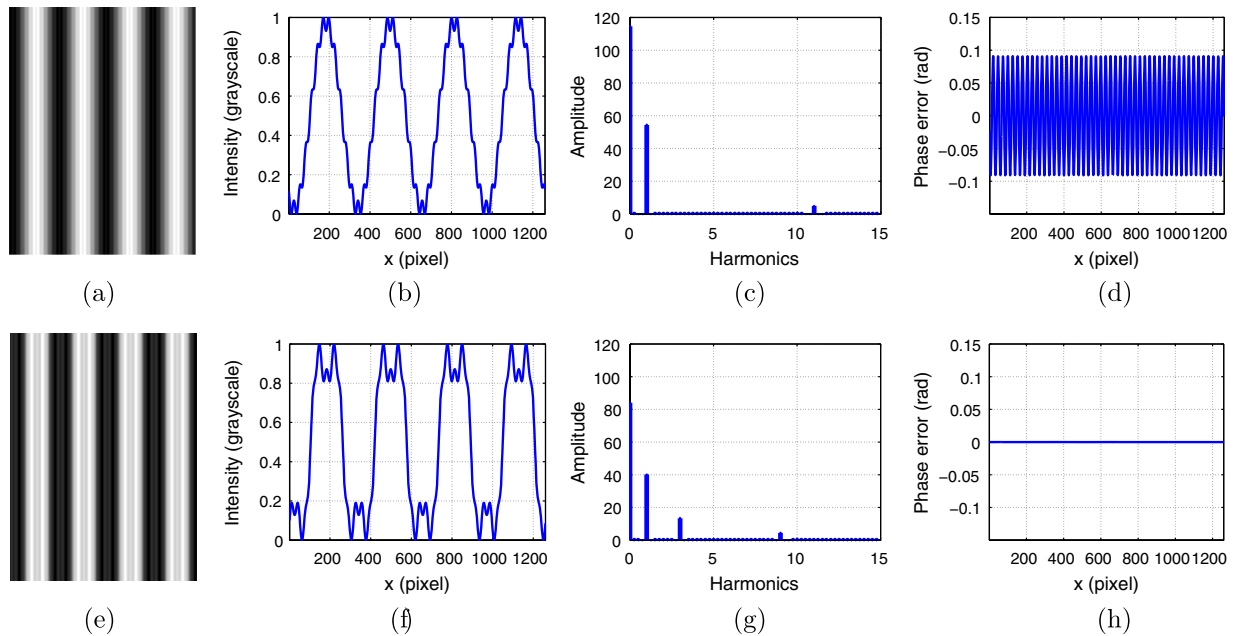 1
0.8
0.6
0.4
0.2
0
200 400 600 800 1000 1200
Intensity (grayscale)
x (pixel)
120
100
80
60
40
20
0
0 5 10 15
Amplitude
Harmonics
0.15
0.1
0.05
0
−0.05
−0.1
200 400 600 800 1000 1200
Phase error (rad)
x (pixel)
(a)
(b)
(c)
(d)
1
0.8
0.6
0.4
0.2
0
200 400 600 800 1000 1200
Intensity (grayscale)
x (pixel)
120
100
80
60
40
20
0
0 5 10 15
Amplitude
Harmonics
0.15
0.1
0.05
0
−0.05
−0.1
200 400 600 800 1000 1200
Phase error (rad)
x (pixel)
(e)
(f)
(g)
(h)